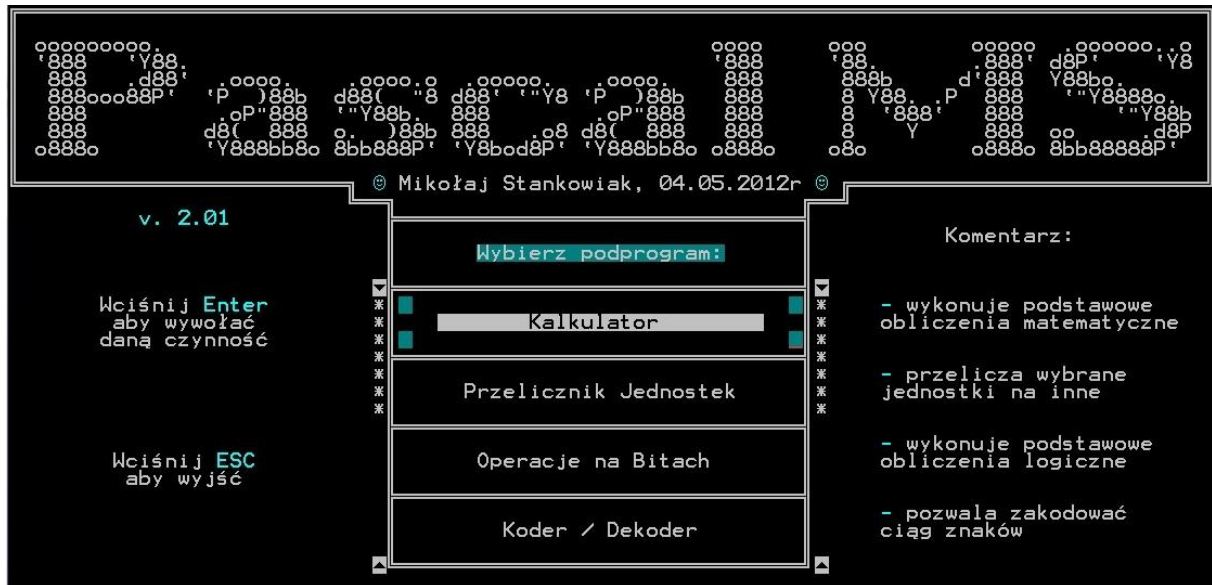 Pascal MS
☺ Mikołaj Stankowiak, 04.05.2012r ☺
v. 2.01
Wciśnij Enter
aby wywołać
daną czynność
Wciśnij ESC
aby wyjść
Wybierz podprogram:
Kalkulator
Przelicznik Jednostek
Operacje na Bitach
Koder / Dekoder
Komentarz:
- wykonuje podstawowe
obliczenia matematyczne
- przelicza wybrane
jednostki na inne
- wykonuje podstawowe
obliczenia logiczne
- pozwala zakodować
ciąg znaków